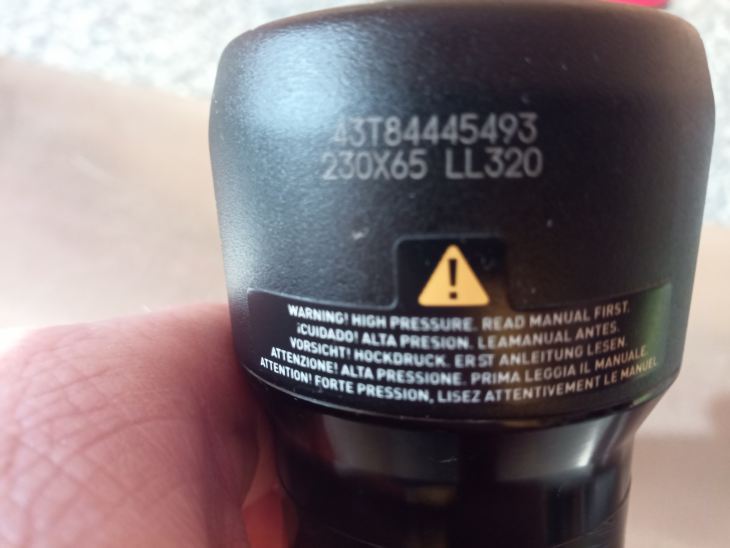 43T84445493
230X65 LL320
WARNING! HIGH PRESSURE. READ MANUAL FIRST.
¡CUIDADO! ALTA PRESION. LEAMANUAL ANTES.
VORSICHT! HOCKDRUCK. ERST ANLEITUNG LESEN.
ATTENZIONE! ALTA PRESSIONE. PRIMA LEGGIA IL MANUALE.
ATTENTION! FORTE PRESSION, LISEZ ATTENTIVEMENT LE MANUEL